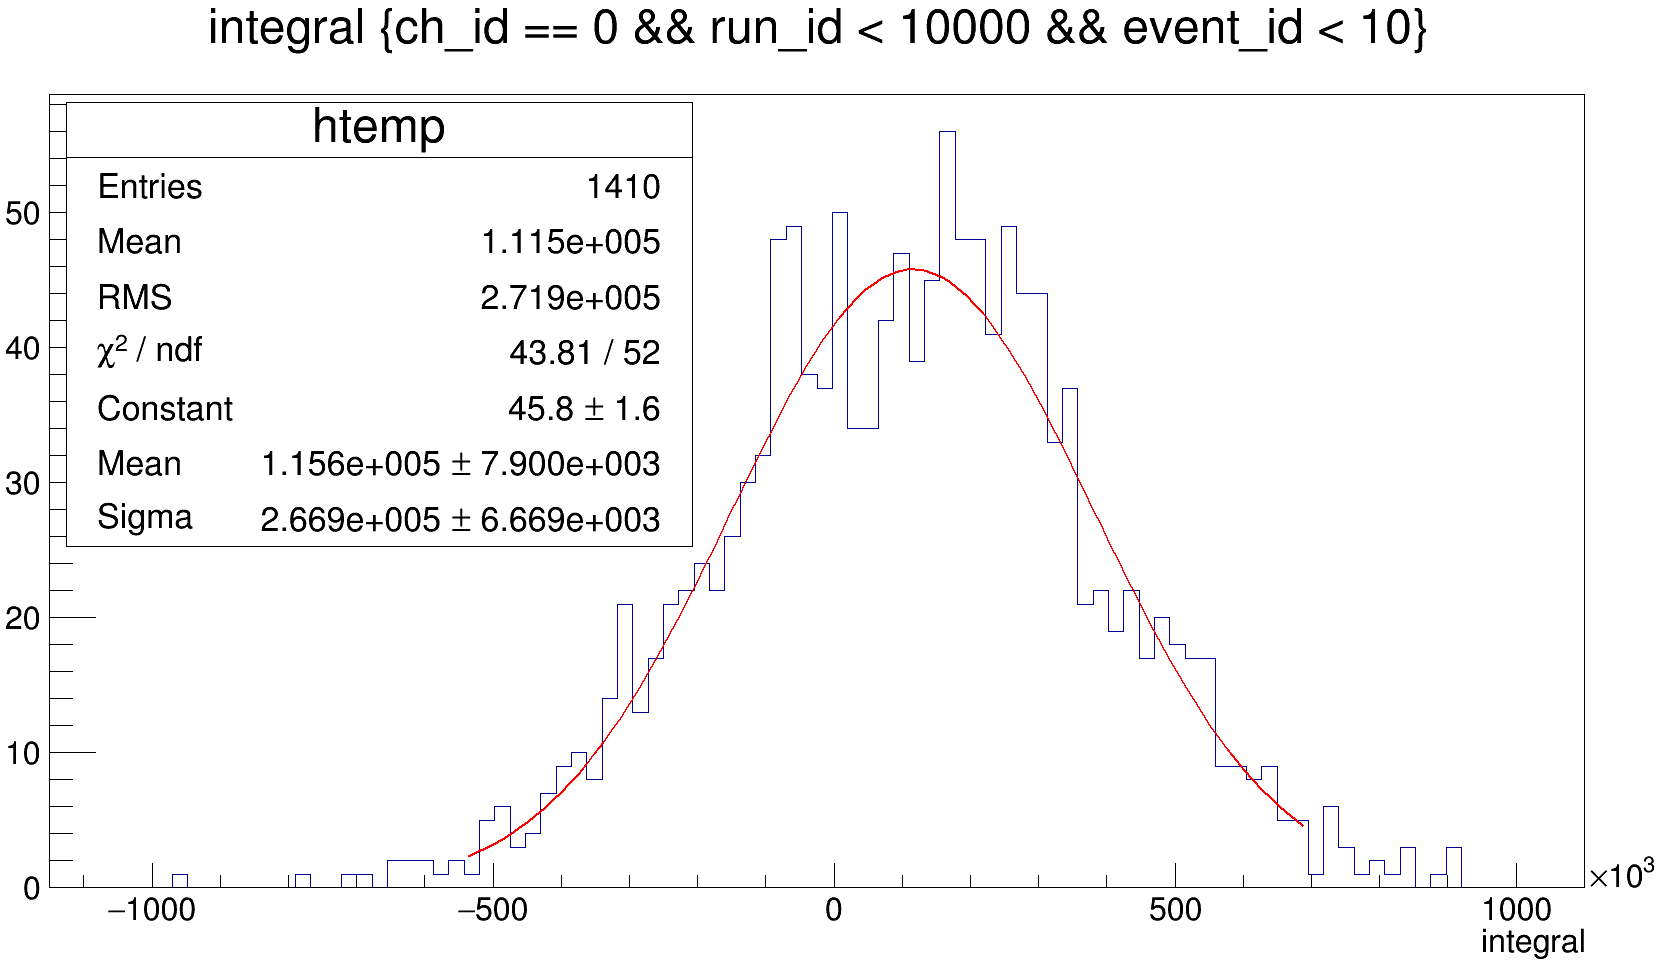 integral {ch_id == 0 && run_id < 10000 && event_id < 10}
htemp
Entries 1410
Mean 1.115e+005
RMS 2.719e+005
χ² / ndf 43.81 / 52
Constant 45.8 ± 1.6
Mean 1.156e+005 ± 7.900e+003
Sigma 2.669e+005 ± 6.669e+003
50
40
30
20
10
0
−1000 −500 0 500 1000 ×10³
integral